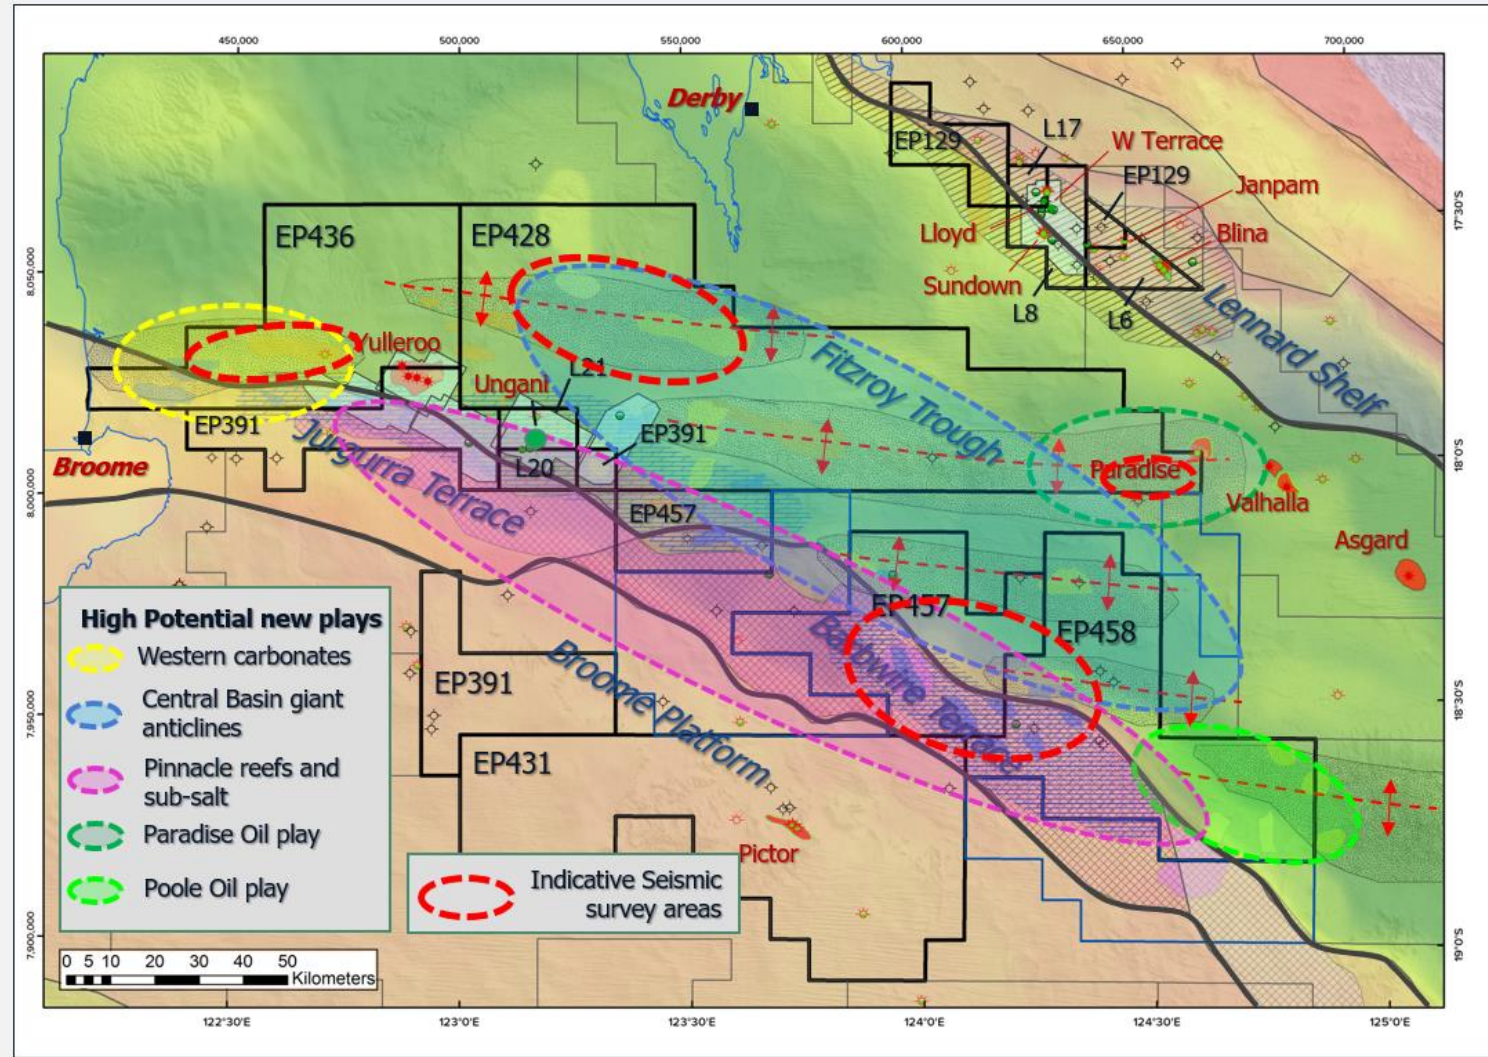 450,000 500,000 550,000 600,000 650,000 700,000
Derby
L17
EP129
W Terrace
EP129
Janpam
17°30'S
Lloyd
Blina
EP436
EP428
8,050,000
Sundown
L8
L6
Lennard Shelf
Yulleroo
L21
Fitzroy Trough
Ungani
EP391
EP391
Jurgurra Terrace
18°0'S
Broome
L20
Paradise
Valhalla
8,000,000
EP457
Asgard
High Potential new plays
Western carbonates
Central Basin giant
anticlines
Pinnacle reefs and
sub-salt
Paradise Oil play
Poole Oil play
EP457
EP458
Barbwire Terrace
Broome Platform
EP391
18°30'S
7,950,000
EP431
Pictor
Indicative Seismic
survey areas
7,900,000
19°0'S
0 5 10 20 30 40 50
Kilometers
122°30'E 123°0'E 123°30'E 124°0'E 124°30'E 125°0'E